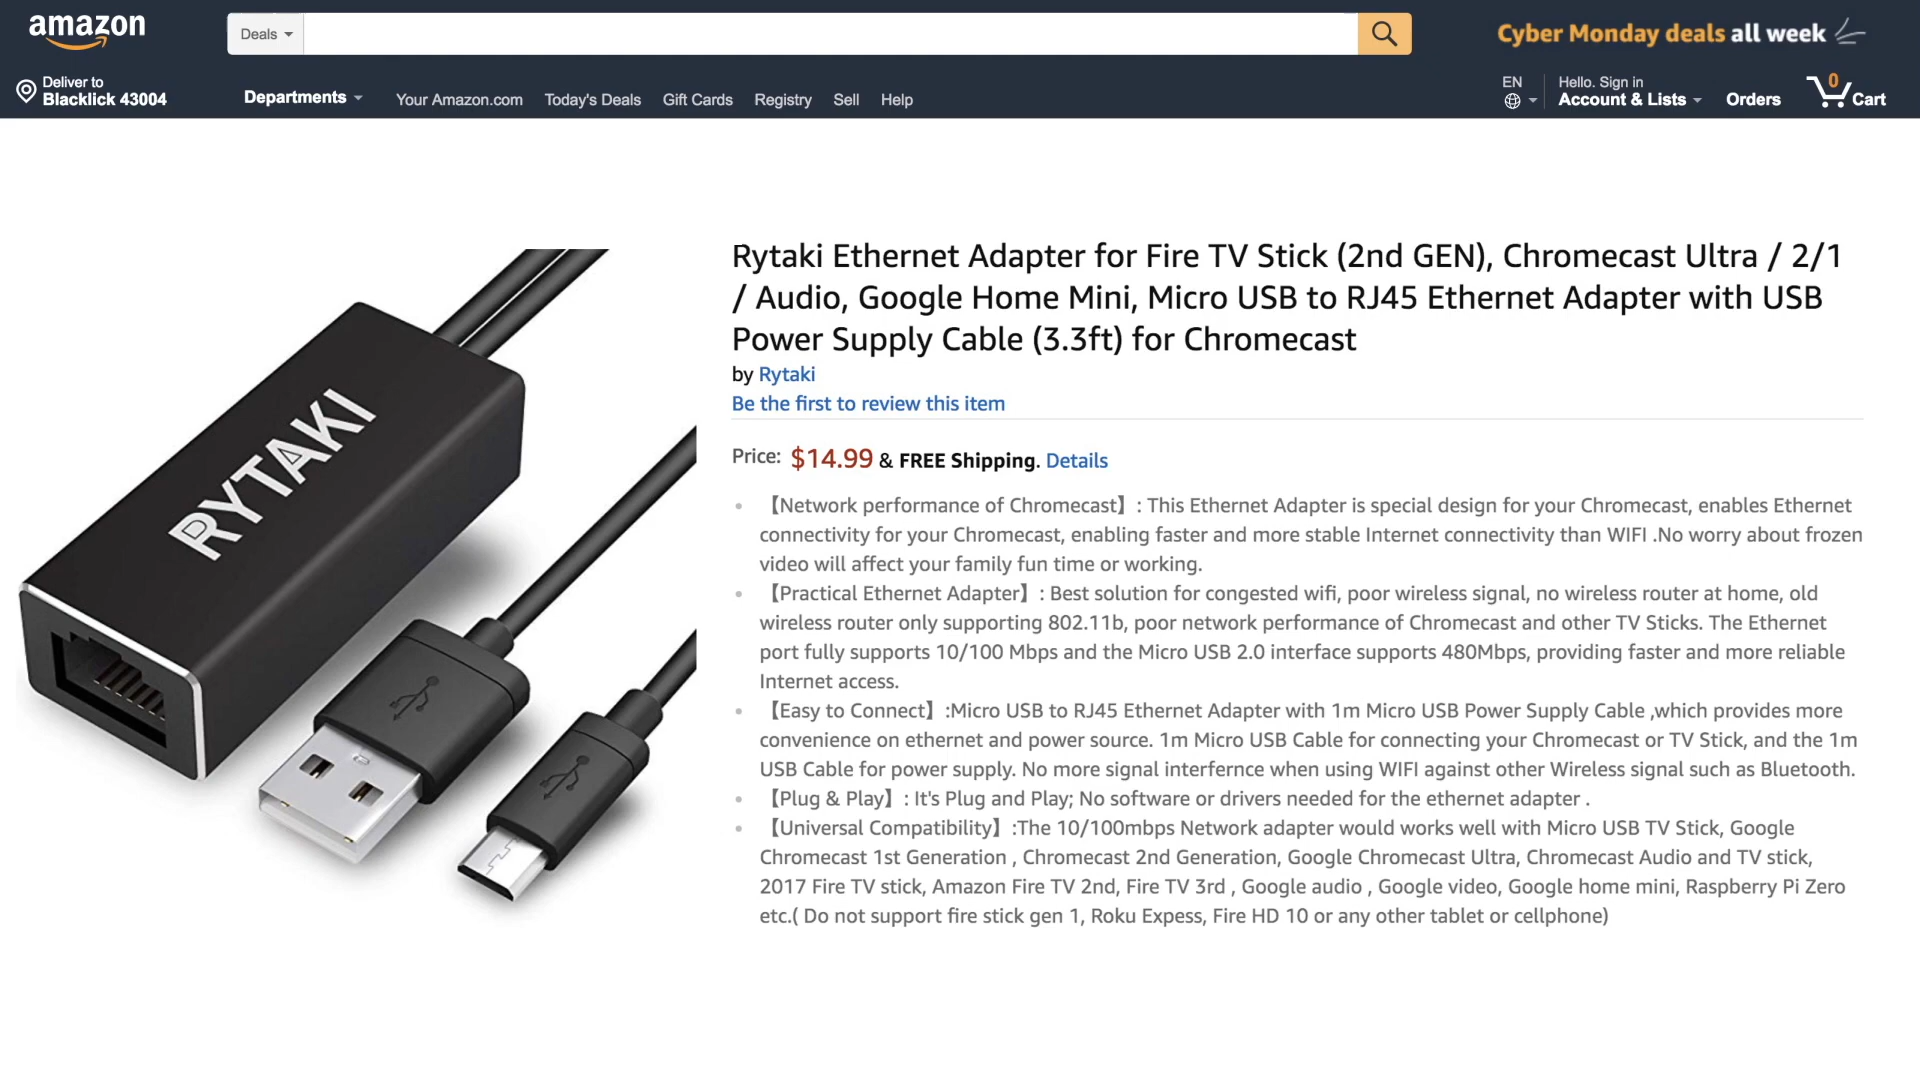 amazon
Deals
Cyber Monday deals all week
Deliver to
Blacklick 43004
Departments
Your Amazon.com
Today's Deals
Gift Cards
Registry
Sell
Help
EN
Hello. Sign in
Account & Lists
Orders
0
Cart
RYTAKI
Rytaki Ethernet Adapter for Fire TV Stick (2nd GEN), Chromecast Ultra / 2/1
/ Audio, Google Home Mini, Micro USB to RJ45 Ethernet Adapter with USB
Power Supply Cable (3.3ft) for Chromecast
by Rytaki
Be the first to review this item
Price: $14.99 & FREE Shipping. Details
• 【Network performance of Chromecast】: This Ethernet Adapter is special design for your Chromecast, enables Ethernet
connectivity for your Chromecast, enabling faster and more stable Internet connectivity than WIFI .No worry about frozen
video will affect your family fun time or working.
• 【Practical Ethernet Adapter】: Best solution for congested wifi, poor wireless signal, no wireless router at home, old
wireless router only supporting 802.11b, poor network performance of Chromecast and other TV Sticks. The Ethernet
port fully supports 10/100 Mbps and the Micro USB 2.0 interface supports 480Mbps, providing faster and more reliable
Internet access.
• 【Easy to Connect】:Micro USB to RJ45 Ethernet Adapter with 1m Micro USB Power Supply Cable ,which provides more
convenience on ethernet and power source. 1m Micro USB Cable for connecting your Chromecast or TV Stick, and the 1m
USB Cable for power supply. No more signal interfernce when using WIFI against other Wireless signal such as Bluetooth.
• 【Plug & Play】: It's Plug and Play; No software or drivers needed for the ethernet adapter .
• 【Universal Compatibility】:The 10/100mbps Network adapter would works well with Micro USB TV Stick, Google
Chromecast 1st Generation , Chromecast 2nd Generation, Google Chromecast Ultra, Chromecast Audio and TV stick,
2017 Fire TV stick, Amazon Fire TV 2nd, Fire TV 3rd , Google audio , Google video, Google home mini, Raspberry Pi Zero
etc.( Do not support fire stick gen 1, Roku Expess, Fire HD 10 or any other tablet or cellphone)